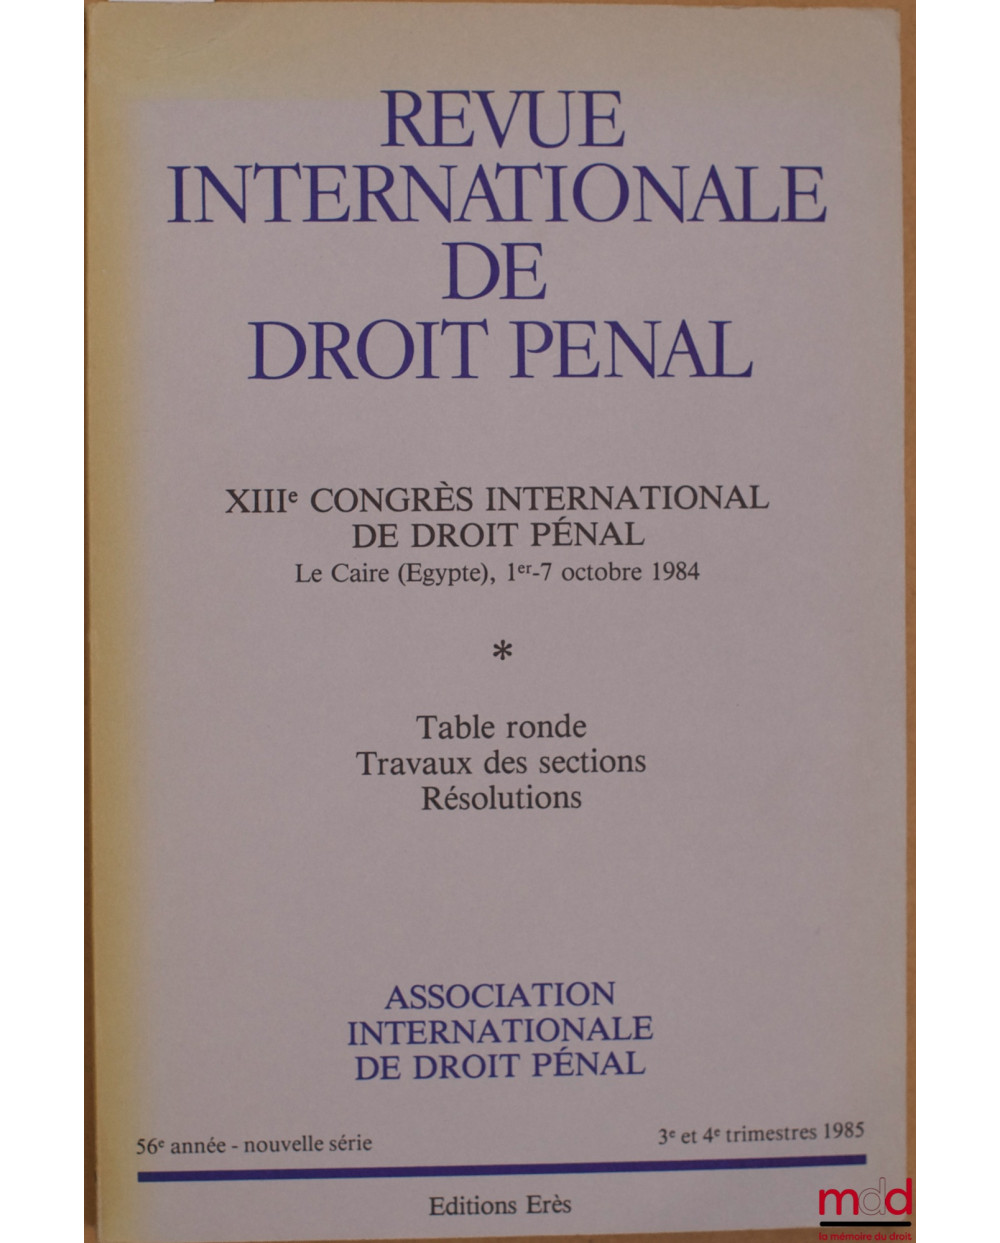 REVUE
INTERNATIONALE
DE
DROIT PENAL
XIIIe CONGRÈS INTERNATIONAL
DE DROIT PÉNAL
Le Caire (Egypte), 1er-7 octobre 1984
*
Table ronde
Travaux des sections
Résolutions
ASSOCIATION
INTERNATIONALE
DE DROIT PÉNAL
56e année - nouvelle série
3e et 4e trimestres 1985
Editions Erès
mdd
la mémoire du droit